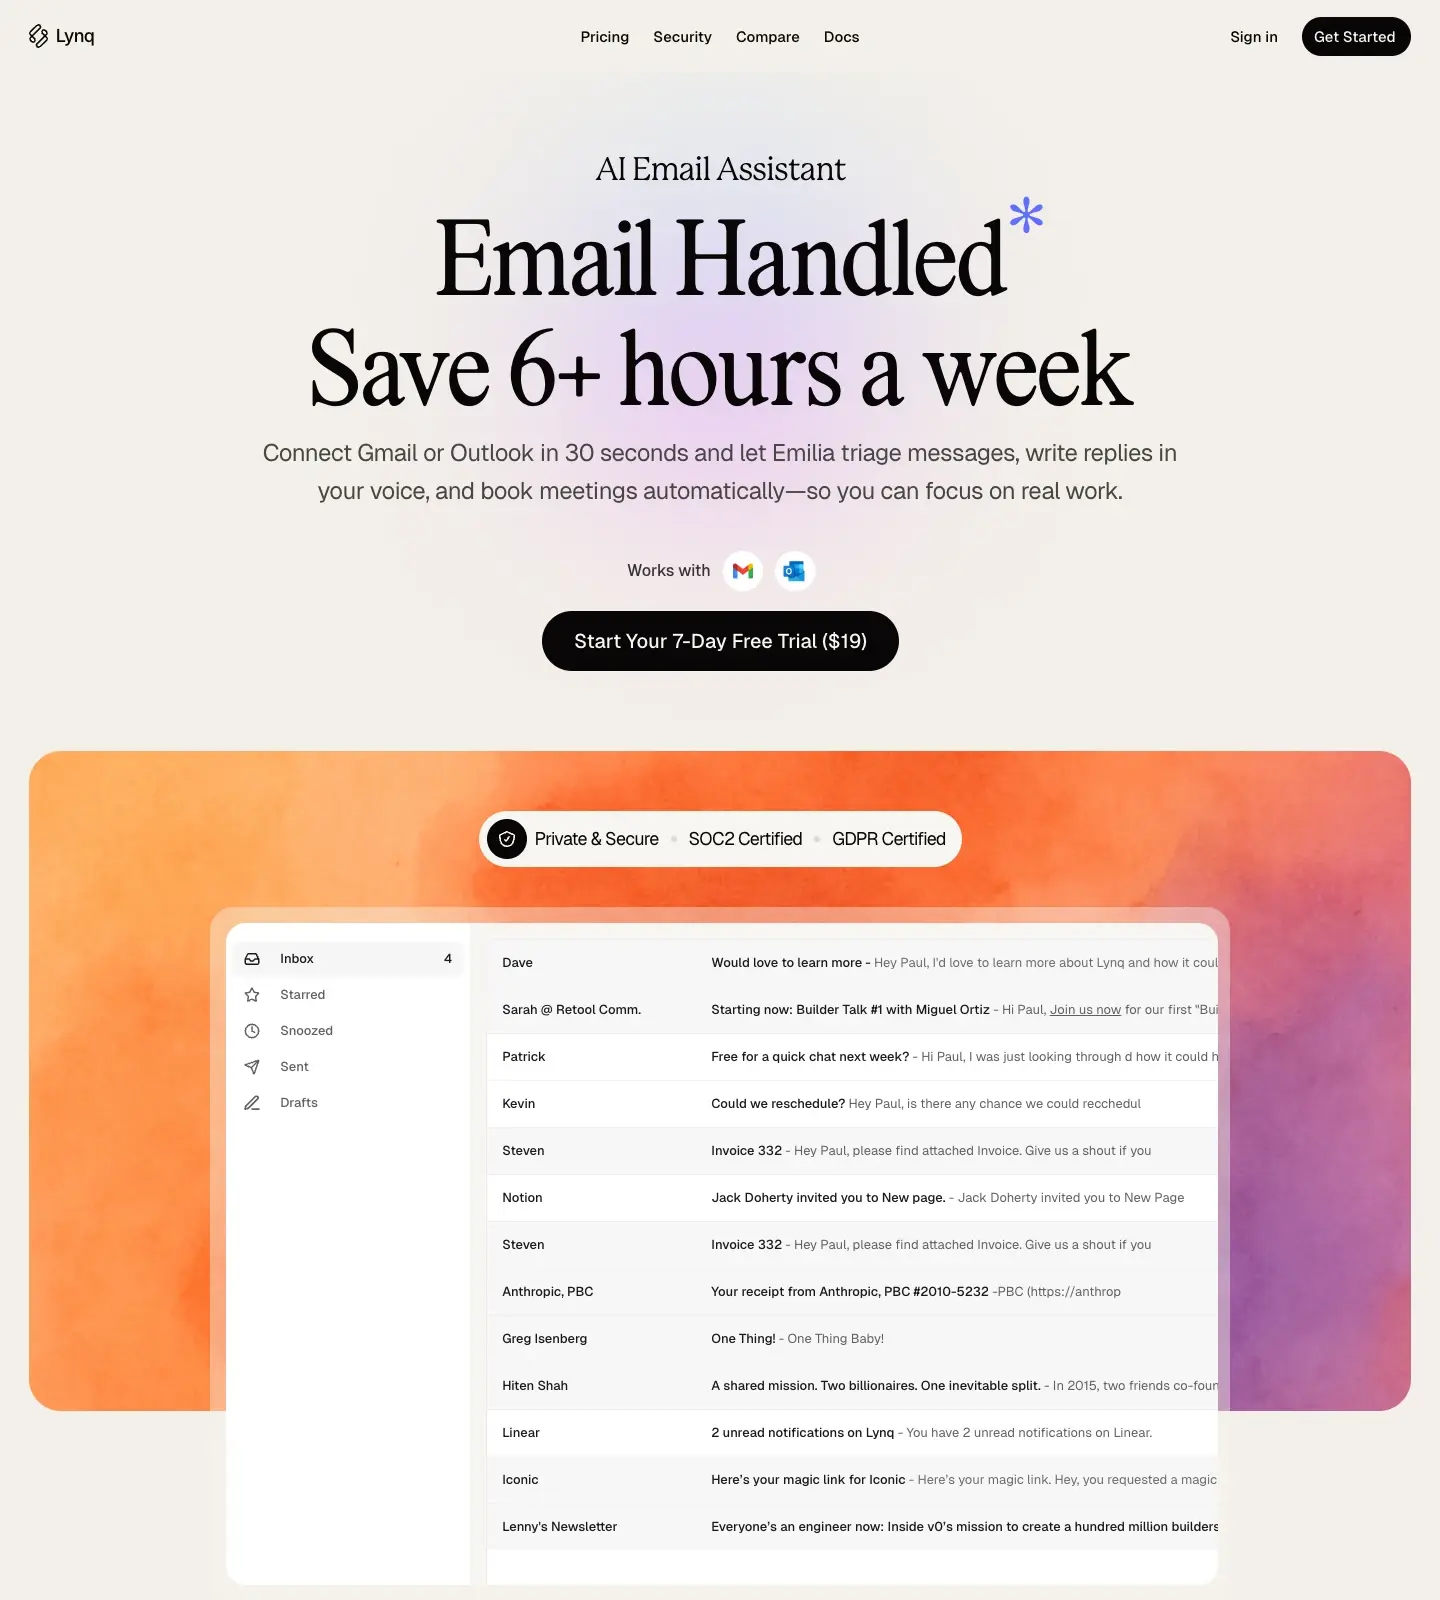 Lynq
Pricing Security Compare Docs
Sign in Get Started
AI Email Assistant
Email Handled
Save 6+ hours a week
Connect Gmail or Outlook in 30 seconds and let Emilia triage messages, write replies in
your voice, and book meetings automatically—so you can focus on real work.
Works with
Start Your 7-Day Free Trial ($19)
Private & Secure • SOC2 Certified • GDPR Certified
Inbox 4
Starred
Snoozed
Sent
Drafts
Dave Would love to learn more - Hey Paul, I'd love to learn more about Lynq and how it coul
Sarah @ Retool Comm. Starting now: Builder Talk #1 with Miguel Ortiz - Hi Paul, Join us now for our first "Bui
Patrick Free for a quick chat next week? - Hi Paul, I was just looking through d how it could h
Kevin Could we reschedule? Hey Paul, is there any chance we could recchedul
Steven Invoice 332 - Hey Paul, please find attached Invoice. Give us a shout if you
Notion Jack Doherty invited you to New page. - Jack Doherty invited you to New Page
Steven Invoice 332 - Hey Paul, please find attached Invoice. Give us a shout if you
Anthropic, PBC Your receipt from Anthropic, PBC #2010-5232 -PBC (https://anthrop
Greg Isenberg One Thing! - One Thing Baby!
Hiten Shah A shared mission. Two billionaires. One inevitable split. - In 2015, two friends co-foun
Linear 2 unread notifications on Lynq - You have 2 unread notifications on Linear.
Iconic Here's your magic link for Iconic - Here's your magic link. Hey, you requested a magic
Lenny's Newsletter Everyone's an engineer now: Inside v0's mission to create a hundred million builders